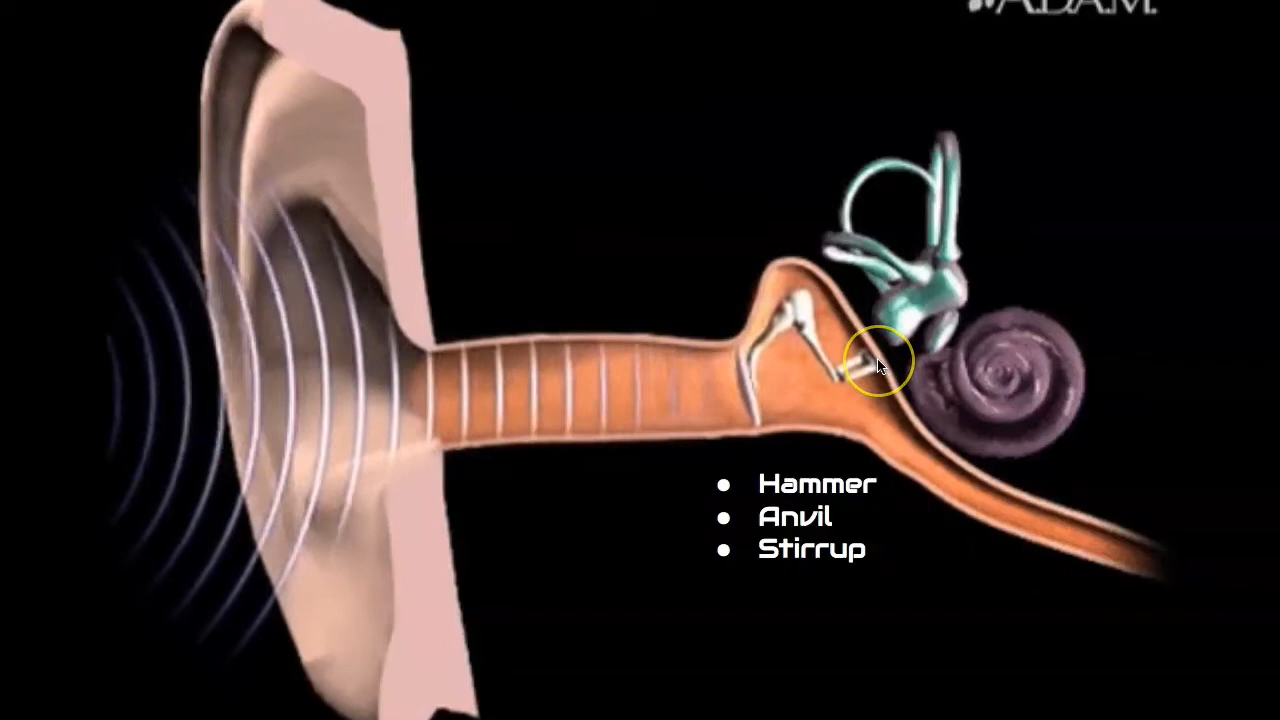 A.D.A.M.
● Hammer
● Anvil
● Stirrup